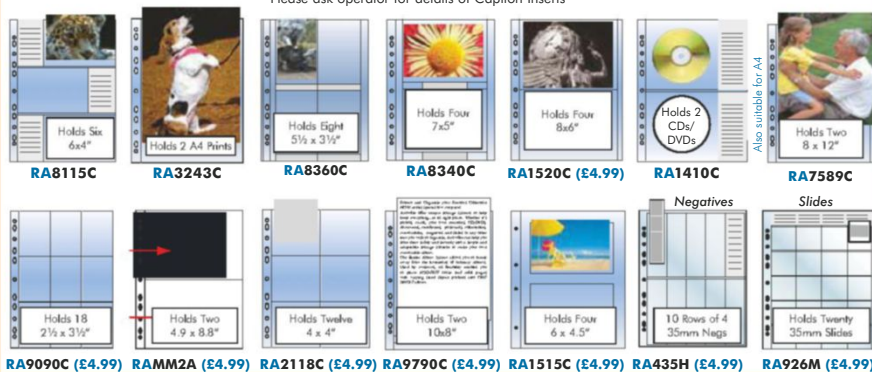 Please ask operator for details of Caption Inserts
Holds Six
6x4"
RA8115C
Holds 2 A4 Prints
RA3243C
Holds Eight
5½ x 3½"
RA8360C
Holds Four
7x5"
RA8340C
Holds Four
8x6"
RA1520C (£4.99)
Holds 2
CDs/
DVDs
RA1410C
Also suitable for A4
Holds Two
8 x 12"
RA7589C
Holds 18
2½ x 3½"
RA9090C (£4.99)
Holds Two
4.9 x 8.8"
RAMM2A (£4.99)
Holds Twelve
4 x 4"
RA2118C (£4.99)
Holds Two
10x8"
RA9790C (£4.99)
Holds Four
6 x 4.5"
RA1515C (£4.99)
Negatives
10 Rows of 4
35mm Negs
RA435H (£4.99)
Slides
Holds Twenty
35mm Slides
RA926M (£4.99)